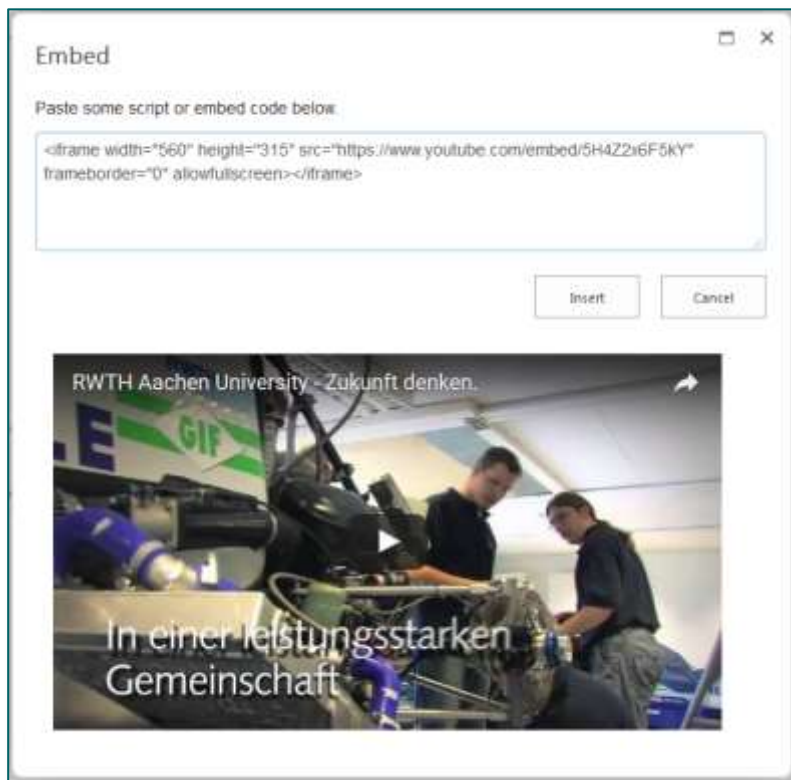 Embed
Paste some script or embed code below.
<iframe width="560" height="315" src="https://www.youtube.com/embed/5H4Z2x6F5kY"
frameborder="0" allowfullscreen></iframe>
Insert
Cancel
RWTH Aachen University - Zukunft denken.
LE
GIF
In einer leistungsstarken
Gemeinschaft